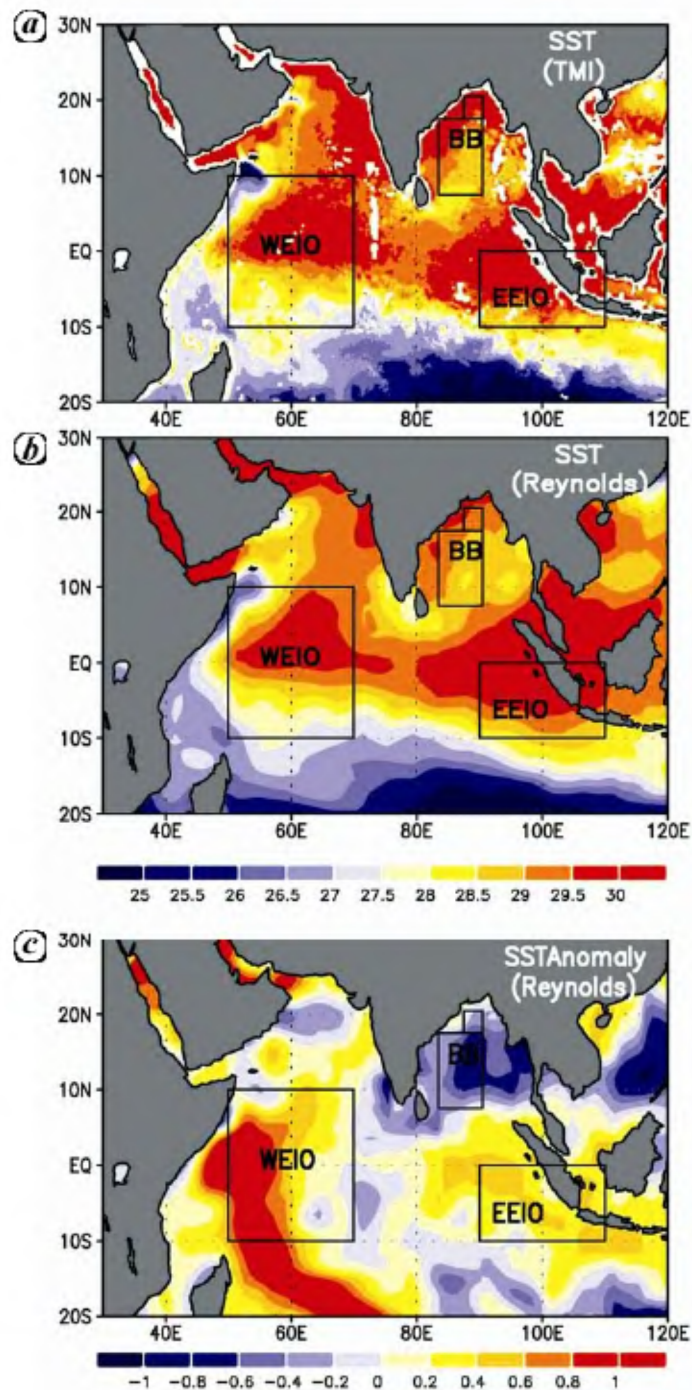 a
SST
(TMI)
30N
20N
10N
EQ
10S
20S
BB
WEIO
EEIO
40E 60E 80E 100E 120E
b
SST
(Reynolds)
30N
20N
10N
EQ
10S
20S
BB
WEIO
EEIO
40E 60E 80E 100E 120E
25 25.5 26 26.5 27 27.5 28 28.5 29 29.5 30
c
SSTAnomaly
(Reynolds)
30N
20N
10N
EQ
10S
20S
BB
WEIO
EEIO
40E 60E 80E 100E 120E
−1 −0.8 −0.6 −0.4 −0.2 0 0.2 0.4 0.6 0.8 1